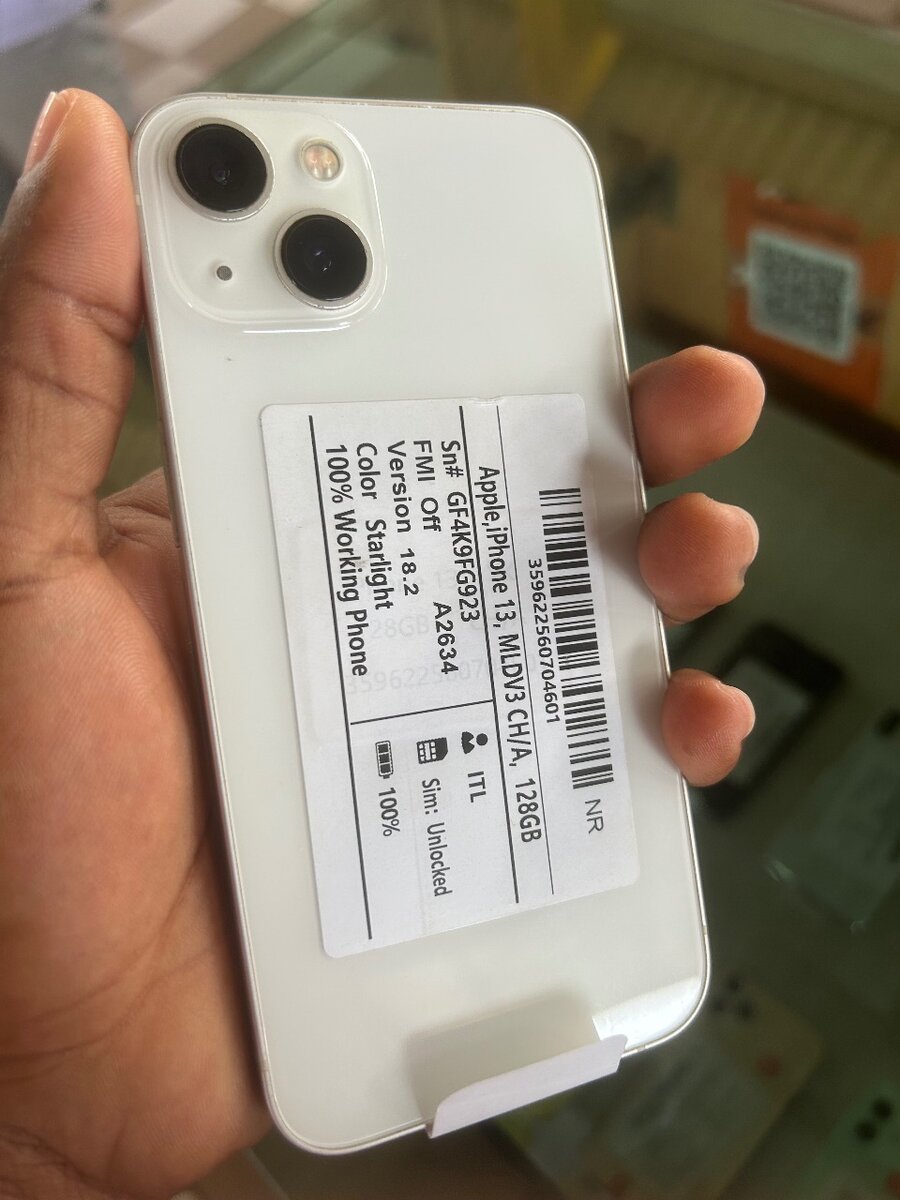 NR
359622560704601
Apple,iPhone 13, MLDV3 CH/A, 128GB
Sn# GF4K9FG923
FMI Off A2634
Version 18.2
Color Starlight
100% Working Phone
ITL
Sim: Unlocked
100%